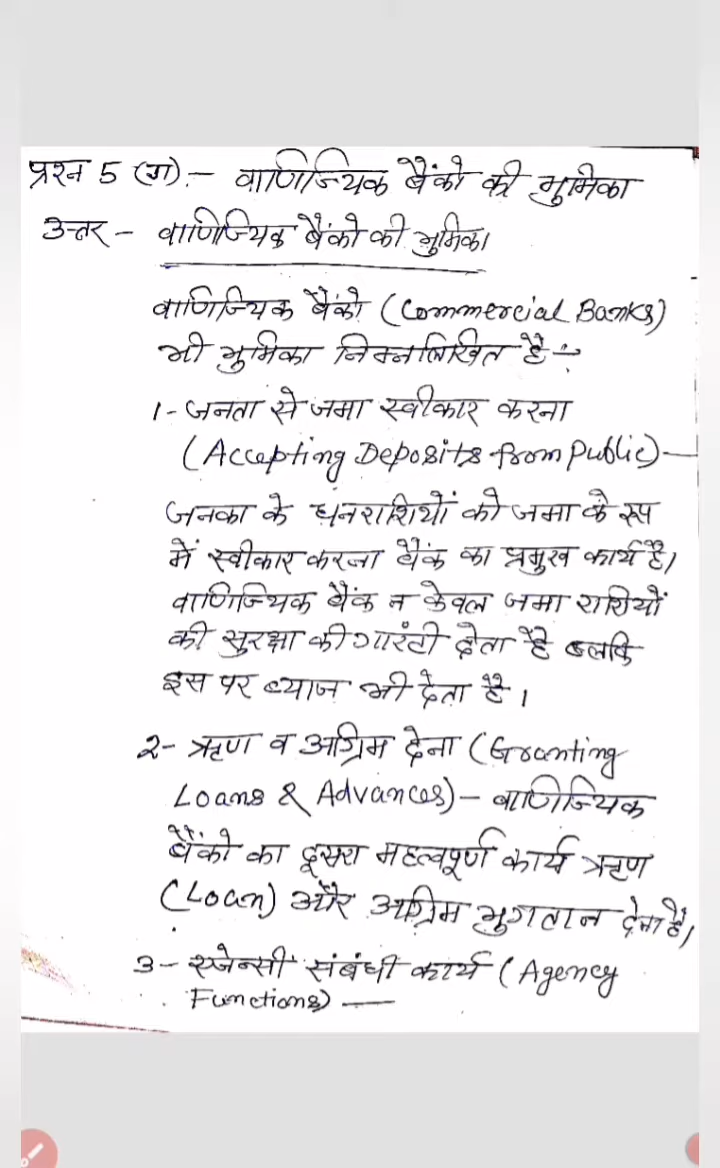 प्रश्न 5 (ग).- वाणिज्यिक बैंको की भुमिका
उत्तर - वाणिज्यिक बैंको की भुमिका।
वाणिज्यिक बैंको (Commercial Banks)
की भुमिका निम्नलिखित है :-
1- जनता से जमा स्वीकार करना
(Accepting Deposits from Public)-
जनका के धनराशियों को जमा के रूप
में स्वीकार करना बैंक का प्रमुख कार्य है।
वाणिज्यिक बैंक न केवल जमा राशियों
की सुरक्षा की गारंटी देता है बलकि
इस पर ब्याज भी देता है।
2- ऋण व अग्रिम देना (Granting
Loans & Advances)- वाणिज्यिक
बैंको का दूसरा महत्वपूर्ण कार्य ऋण
(Loan) और अग्रिम भुगतान देना है।
3- एजेन्सी संबंधी कार्य (Agency
Functions) -